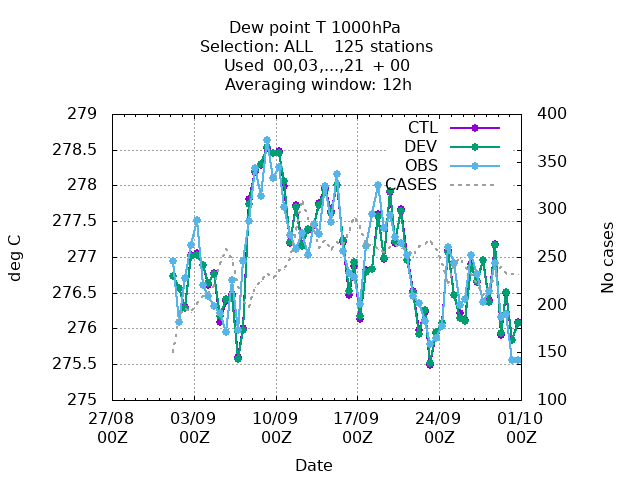 Dew point T 1000hPa
Selection: ALL    125 stations
Used  00,03,...,21  + 00
Averaging window: 12h
279
278.5
278
277.5
277
276.5
276
275.5
275
400
350
300
250
200
150
100
CTL
DEV
OBS
CASES
deg C
No cases
27/08 00Z
03/09 00Z
10/09 00Z
17/09 00Z
24/09 00Z
01/10 00Z
Date